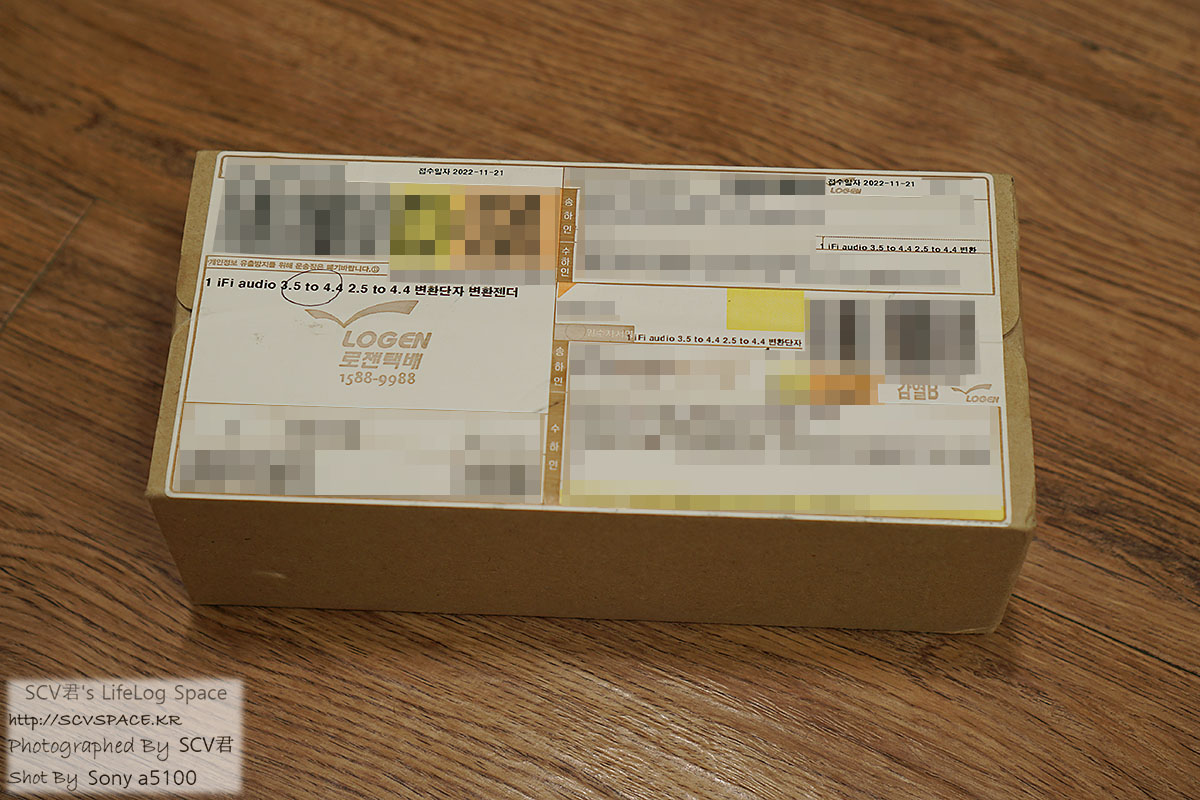 접수일자 2022-11-21
송하인
수하인
개인정보 유출방지를 위해 운송장은 폐기바랍니다.
1 iFi audio 3.5 to 4.4 2.5 to 4.4 변환단자 변환젠더
LOGEN
로젠택배
1588-9988
송하인
수하인
접수일자 2022-11-21
LOGEN
1 iFi audio 3.5 to 4.4 2.5 to 4.4 변환
1 iFi audio 3.5 to 4.4 2.5 to 4.4 변환단자
LOGEN
SCV君's LifeLog Space
http://SCVSPACE.KR
Photographed By SCV君
Shot By Sony a5100